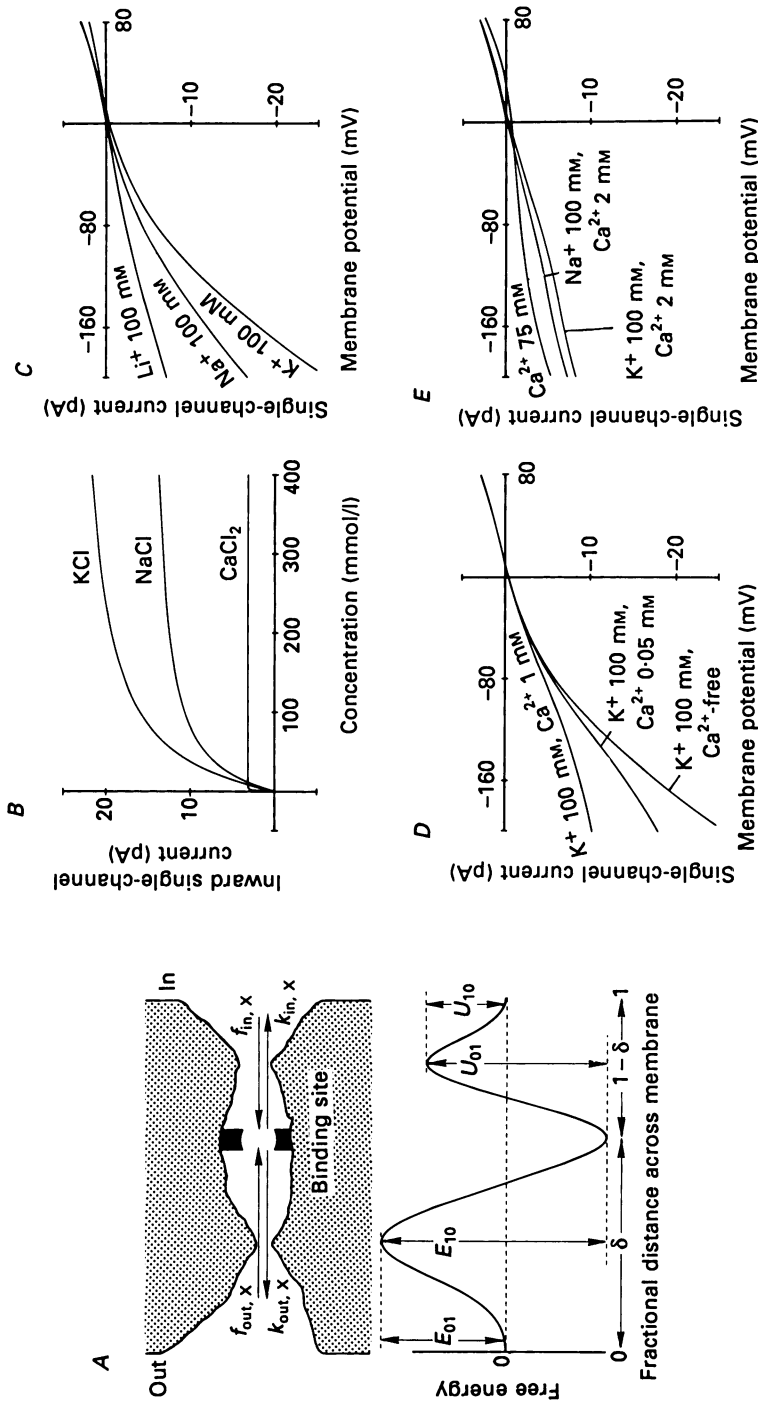 A
Out
In
f out, x
k out, x
f in, x
k in, x
Binding site
Free energy
0
E01
E10
U01
U10
δ
1 − δ
0
1
Fractional distance across membrane
B
Inward single-channel
current (pA)
20
10
0
KCl
NaCl
CaCl2
100
200
300
400
Concentration (mmol/l)
C
Single-channel current (pA)
−160
−80
80
−10
−20
Li+ 100 mM
Na+ 100 mM
K+ 100 mM
Membrane potential (mV)
D
Single-channel current (pA)
−160
−80
80
−10
−20
K+ 100 mM, Ca2+ 1 mM
K+ 100 mM,
Ca2+ 0·05 mM
K+ 100 mM,
Ca2+-free
Membrane potential (mV)
E
Single-channel current (pA)
−160
−80
80
−10
−20
Ca2+ 75 mM
Na+ 100 mM,
Ca2+ 2 mM
K+ 100 mM,
Ca2+ 2 mM
Membrane potential (mV)